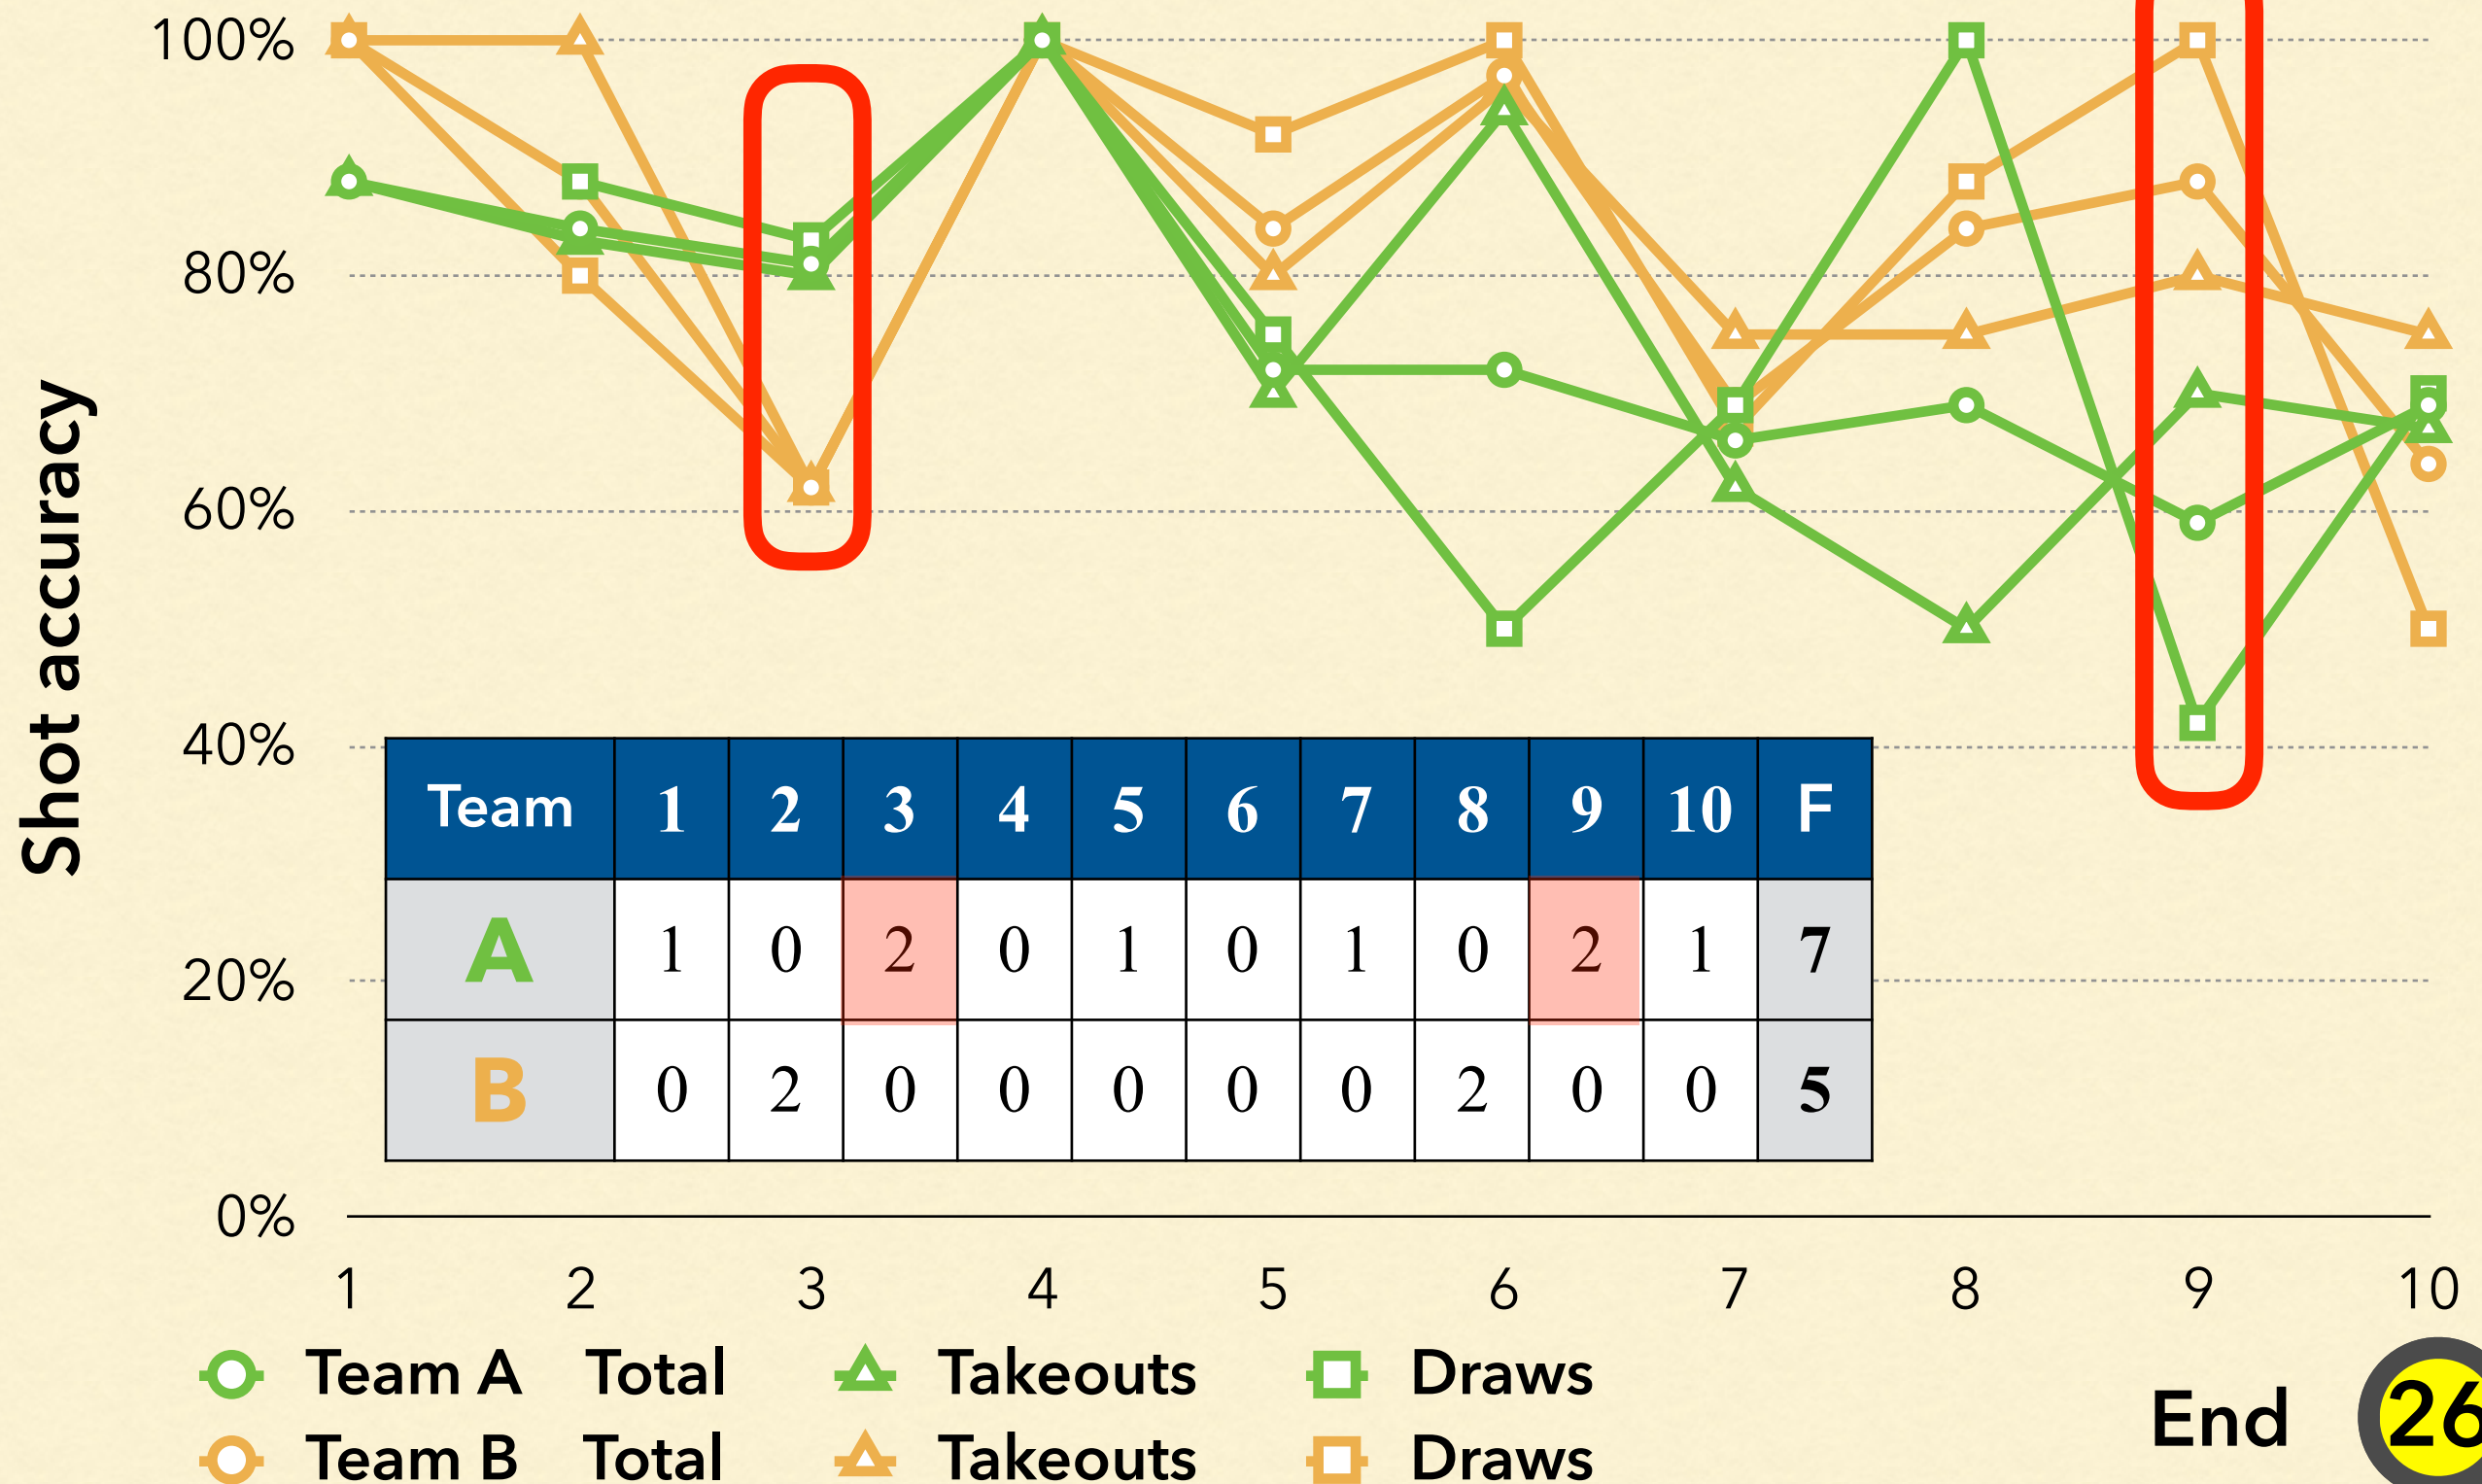 Shot accuracy
100%
80%
60%
40%
20%
0%
Team 1 2 3 4 5 6 7 8 9 10 F
A 1 0 2 0 1 0 1 0 2 1 7
B 0 2 0 0 0 0 0 2 0 0 5
1 2 3 4 5 6 7 8 9 10
Team A Total Takeouts Draws
Team B Total Takeouts Draws
End
26